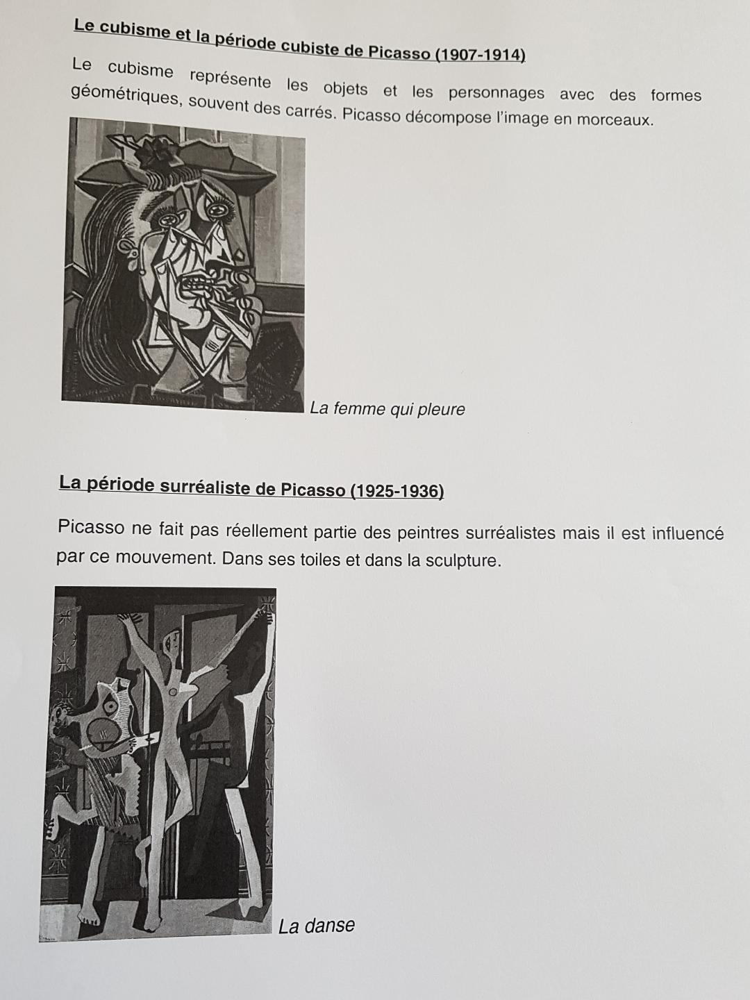 Le cubisme et la période cubiste de Picasso (1907-1914)
Le cubisme représente les objets et les personnages avec des formes
géométriques, souvent des carrés. Picasso décompose l'image en morceaux.
La femme qui pleure
La période surréaliste de Picasso (1925-1936)
Picasso ne fait pas réellement partie des peintres surréalistes mais il est influencé
par ce mouvement. Dans ses toiles et dans la sculpture.
La danse